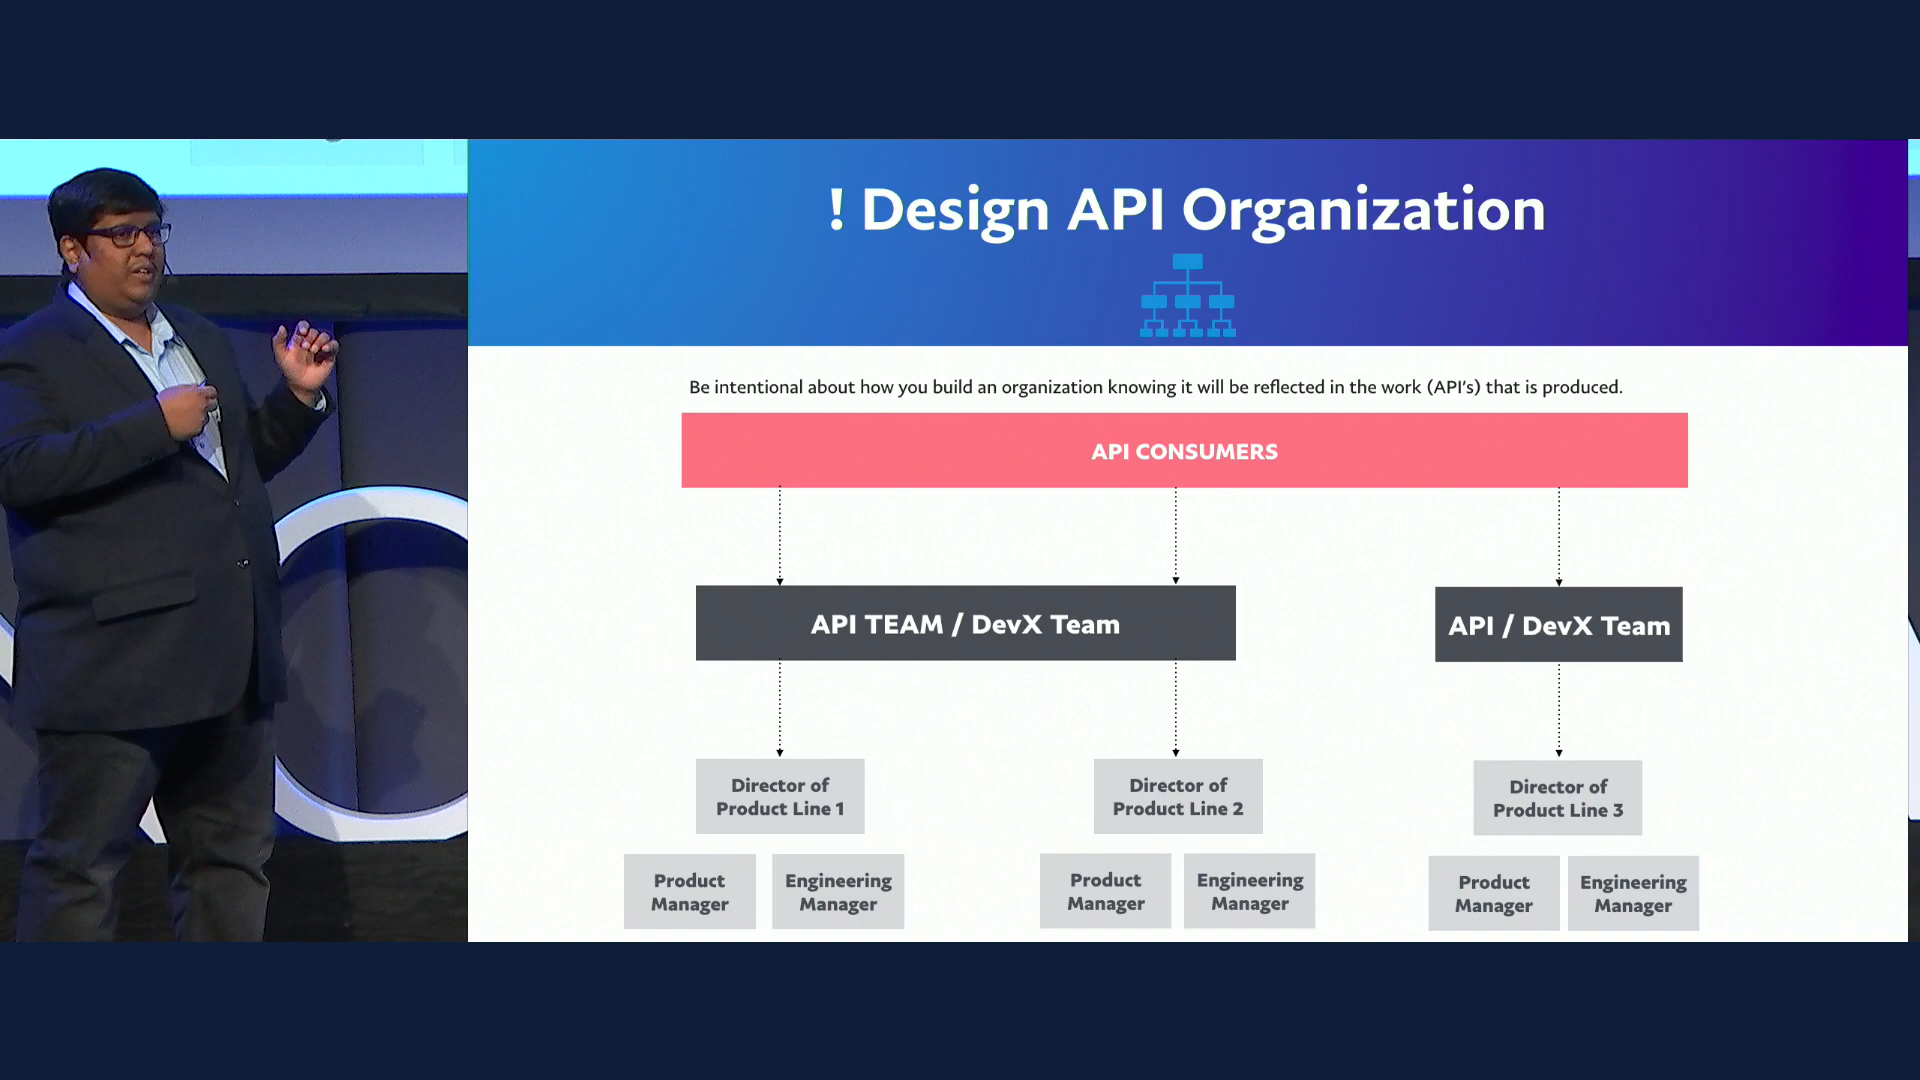 ! Design API Organization
Be intentional about how you build an organization knowing it will be reflected in the work (API's) that is produced.
API CONSUMERS
API TEAM / DevX Team
API / DevX Team
Director of
Product Line 1
Director of
Product Line 2
Director of
Product Line 3
Product
Manager
Engineering
Manager
Product
Manager
Engineering
Manager
Product
Manager
Engineering
Manager